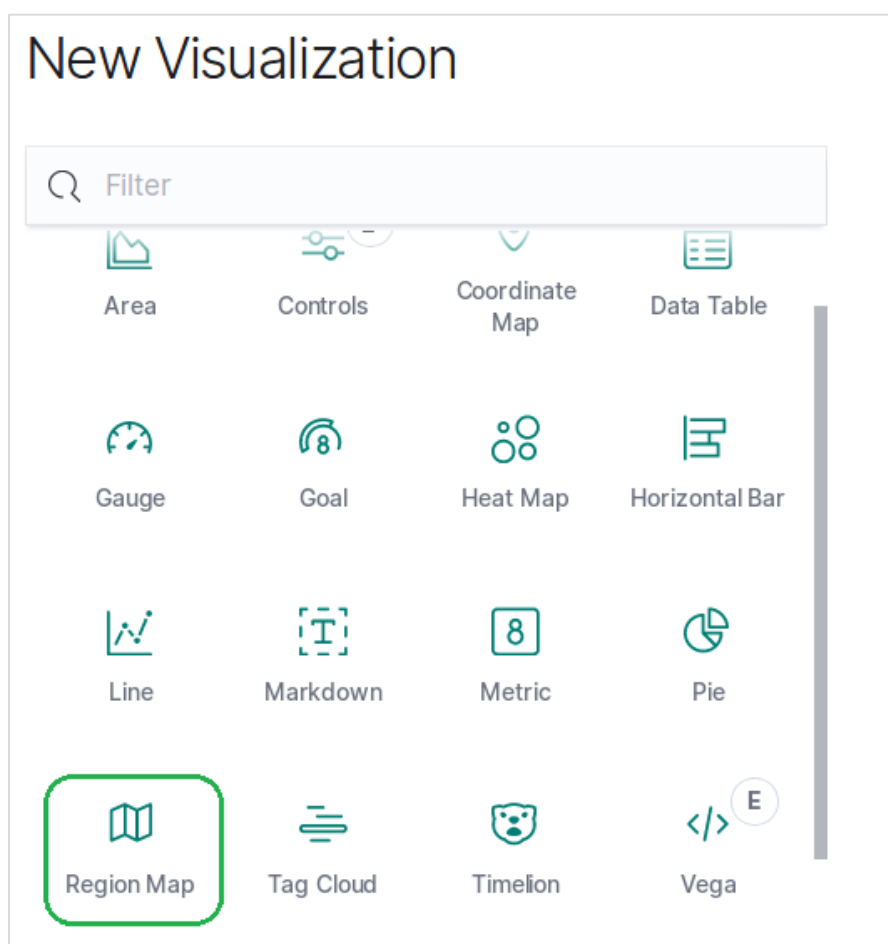 New Visualization
Filter
Area
Controls
Coordinate
Map
Data Table
Gauge
8
Goal
Heat Map
Horizontal Bar
Line
T
Markdown
8
Metric
Pie
Region Map
Tag Cloud
Timelion
</>
E
Vega